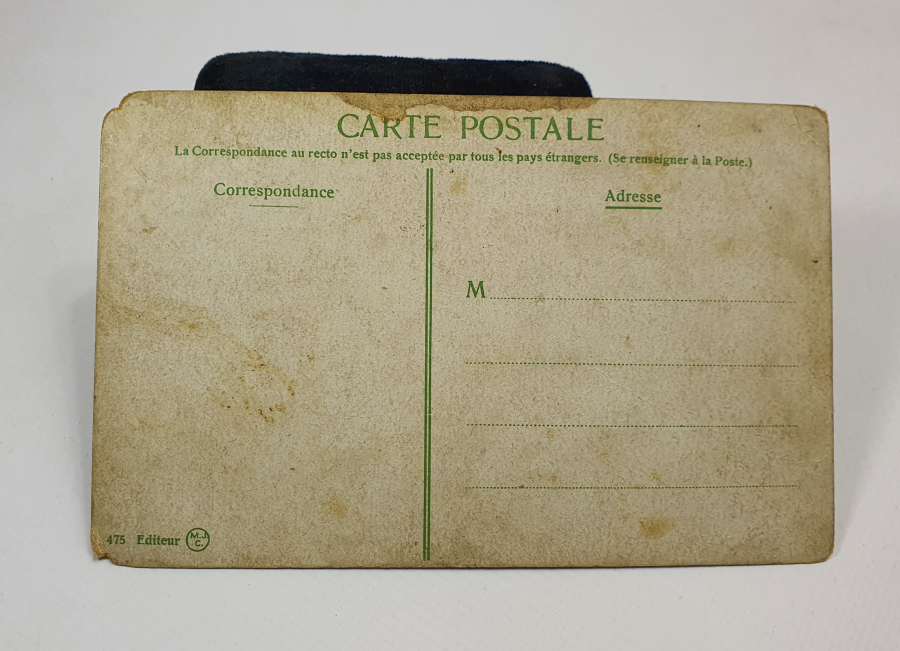 CARTE POSTALE
La Correspondance au recto n'est pas acceptée par tous les pays étrangers. (Se renseigner à la Poste.)
Correspondance
Adresse
M
475 Editeur M.J.C.